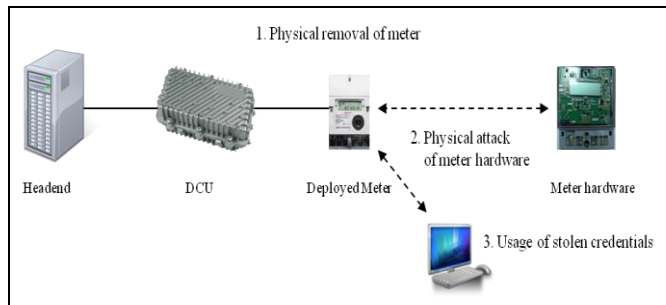 1. Physical removal of meter
2. Physical attack
of meter hardware
Headend
DCU
Deployed Meter
Meter hardware
3. Usage of stolen credentials